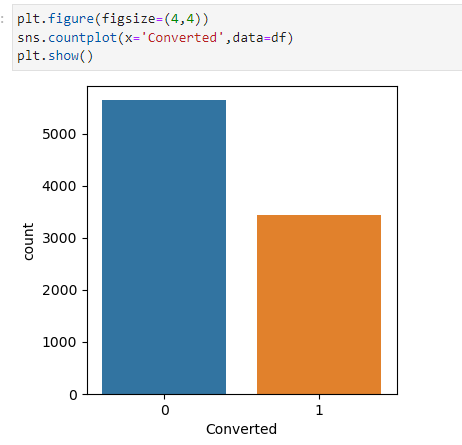 plt.figure(figsize=(4,4))
sns.countplot(x='Converted',data=df)
plt.show()
5000
4000
3000
2000
1000
0
count
0 1
Converted